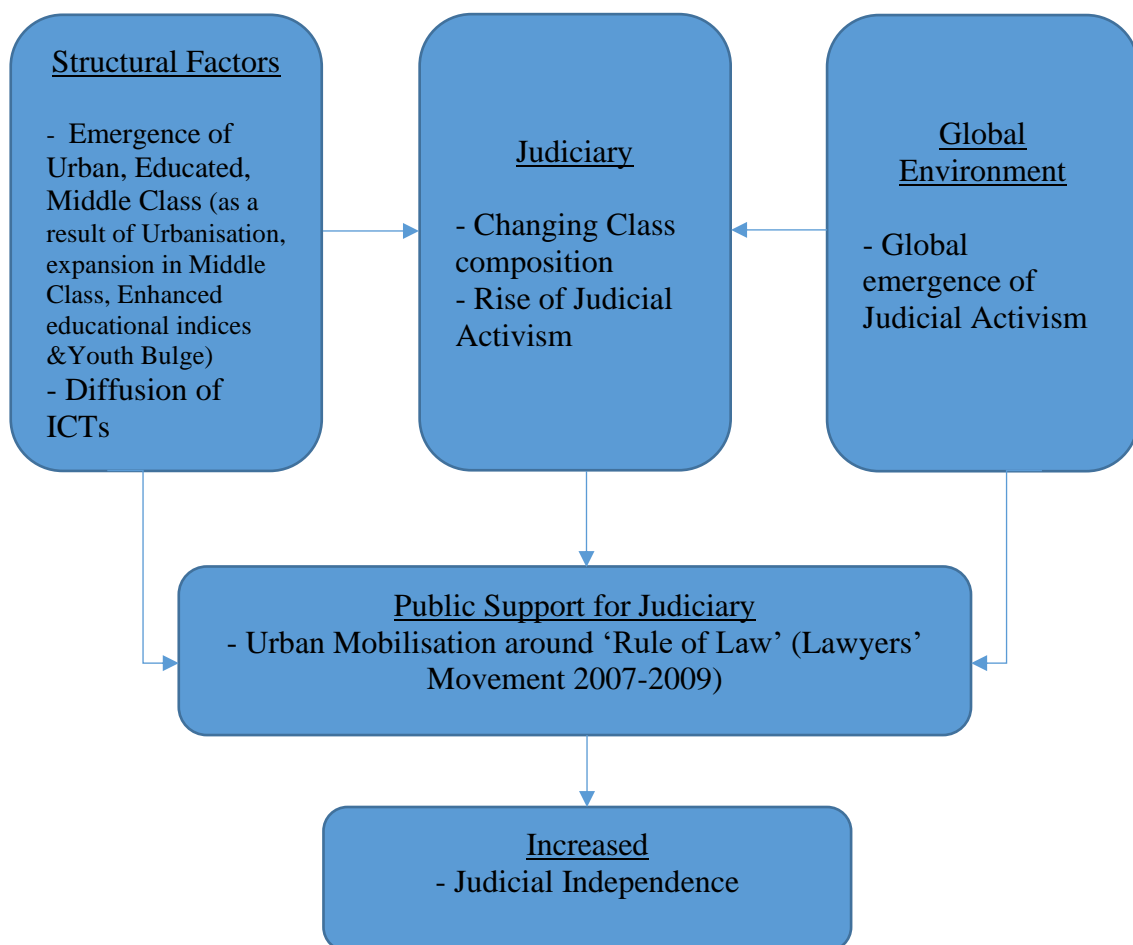 Structural Factors
- Emergence of
Urban, Educated,
Middle Class (as a
result of Urbanisation,
expansion in Middle
Class, Enhanced
educational indices
&Youth Bulge)
- Diffusion of
ICTs
Judiciary
- Changing Class
composition
- Rise of Judicial
Activism
Global
Environment
- Global
emergence of
Judicial Activism
Public Support for Judiciary
- Urban Mobilisation around ‘Rule of Law’ (Lawyers’
Movement 2007-2009)
Increased
- Judicial Independence